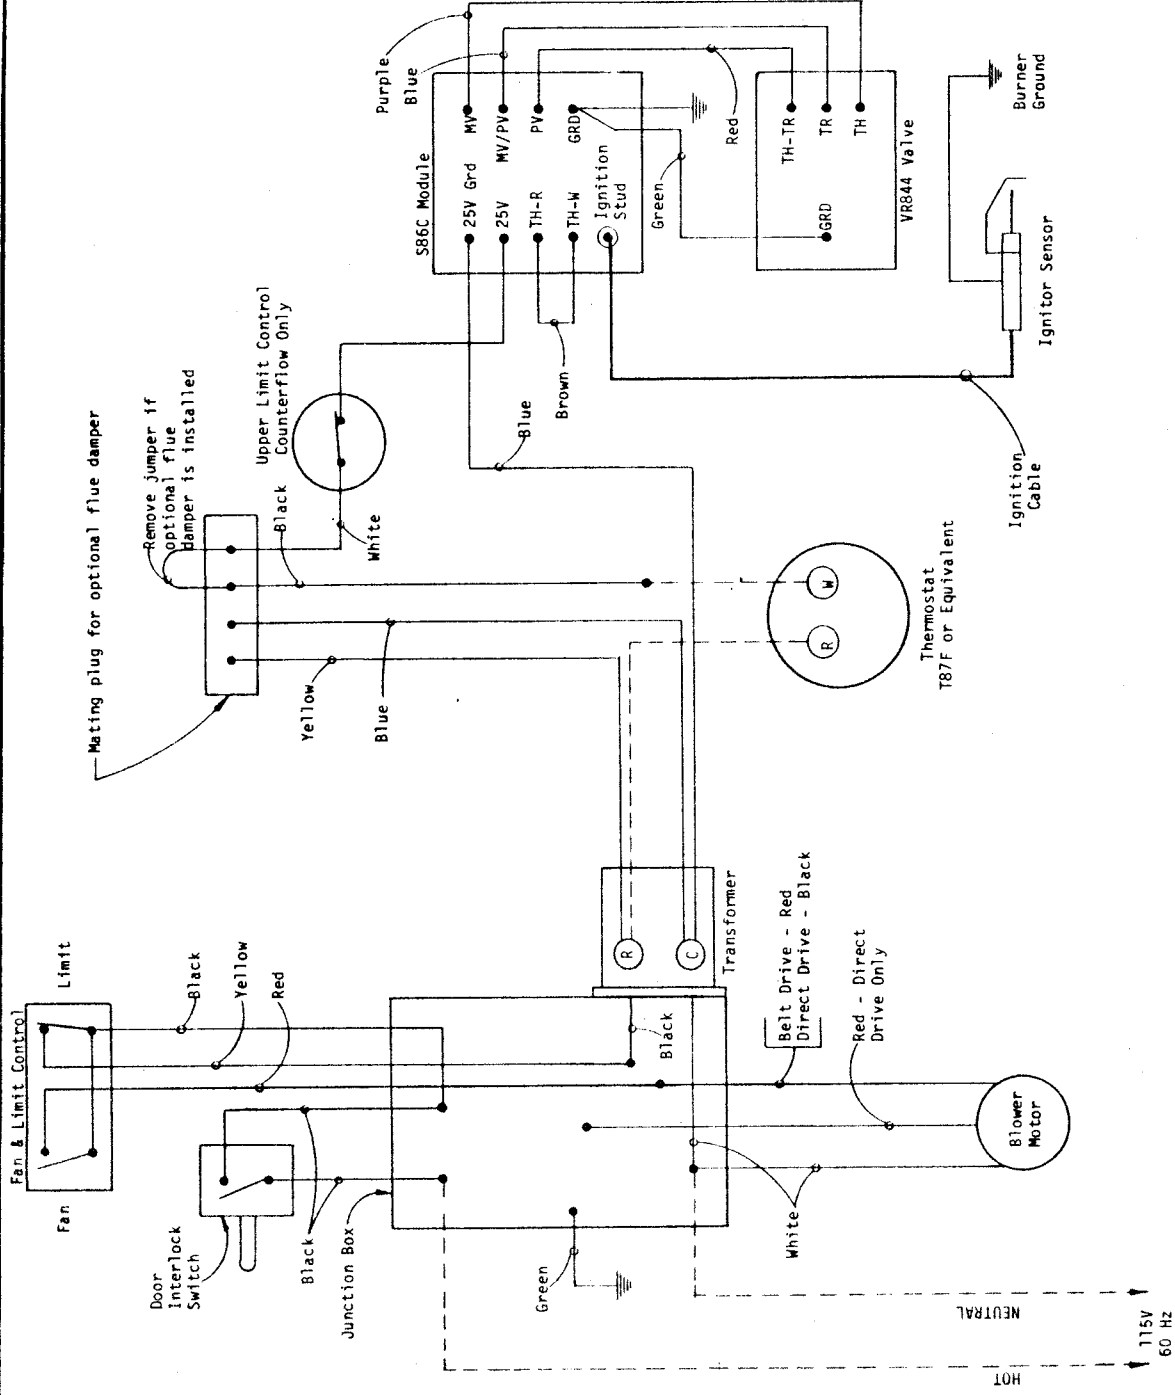 Mating plug for optional flue damper
Remove jumper if
optional flue
damper is installed
Upper Limit Control
Counterflow Only
Black
White
Yellow
Blue
Blue
Brown
Purple
Blue
S86C Module
25V Grd
MV
25V
MV/PV
TH-R
PV
TH-W
GRD
Ignition
Stud
Green
Red
TH-TR
TR
TH
GRD
VR844 Valve
Burner
Ground
Ignitor Sensor
Ignition
Cable
R
W
Thermostat
T87F or Equivalent
Fan & Limit Control
Fan
Limit
Black
Yellow
Red
Door
Interlock
Switch
Black
Junction Box
Green
Black
R
C
Transformer
Belt Drive - Red
Direct Drive - Black
Red - Direct
Drive Only
Blower
Motor
White
NEUTRAL
HOT
115V
60 Hz